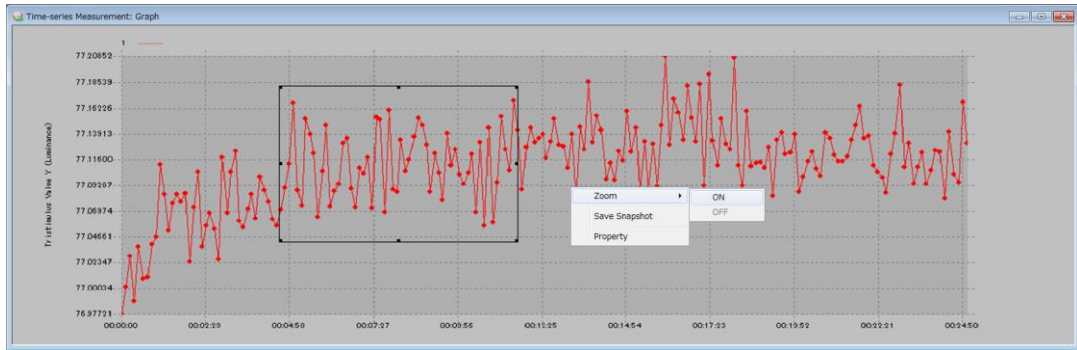 Time-series Measurement: Graph
1
77.20852
77.18539
77.16226
77.13913
77.11600
77.09287
77.06974
77.04661
77.02347
77.00034
76.97721
Tristimulus Value Y (Luminance)
00:00:00 00:02:29 00:04:58 00:07:27 00:09:56 00:12:25 00:14:54 00:17:23 00:19:52 00:22:21 00:24:50
Zoom ON
OFF
Save Snapshot
Property